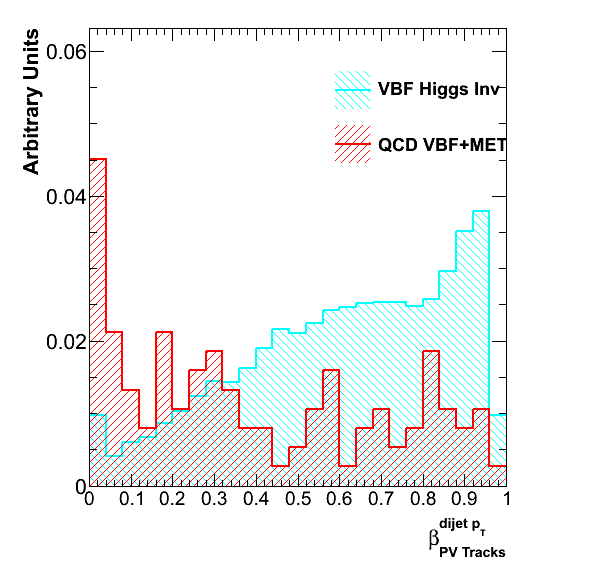 Arbitrary Units
0.06
0.04
0.02
0
VBF Higgs Inv
QCD VBF+MET
0 0.1 0.2 0.3 0.4 0.5 0.6 0.7 0.8 0.9 1
β dijet p T
PV Tracks